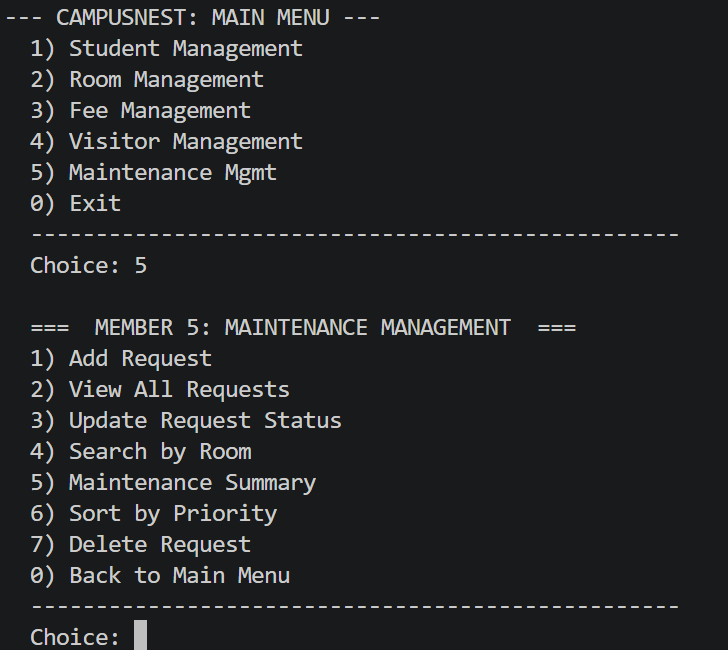 --- CAMPUSNEST: MAIN MENU ---
1) Student Management
2) Room Management
3) Fee Management
4) Visitor Management
5) Maintenance Mgmt
0) Exit
--------------------------------------------------
Choice: 5
===  MEMBER 5: MAINTENANCE MANAGEMENT  ===
1) Add Request
2) View All Requests
3) Update Request Status
4) Search by Room
5) Maintenance Summary
6) Sort by Priority
7) Delete Request
0) Back to Main Menu
--------------------------------------------------
Choice: